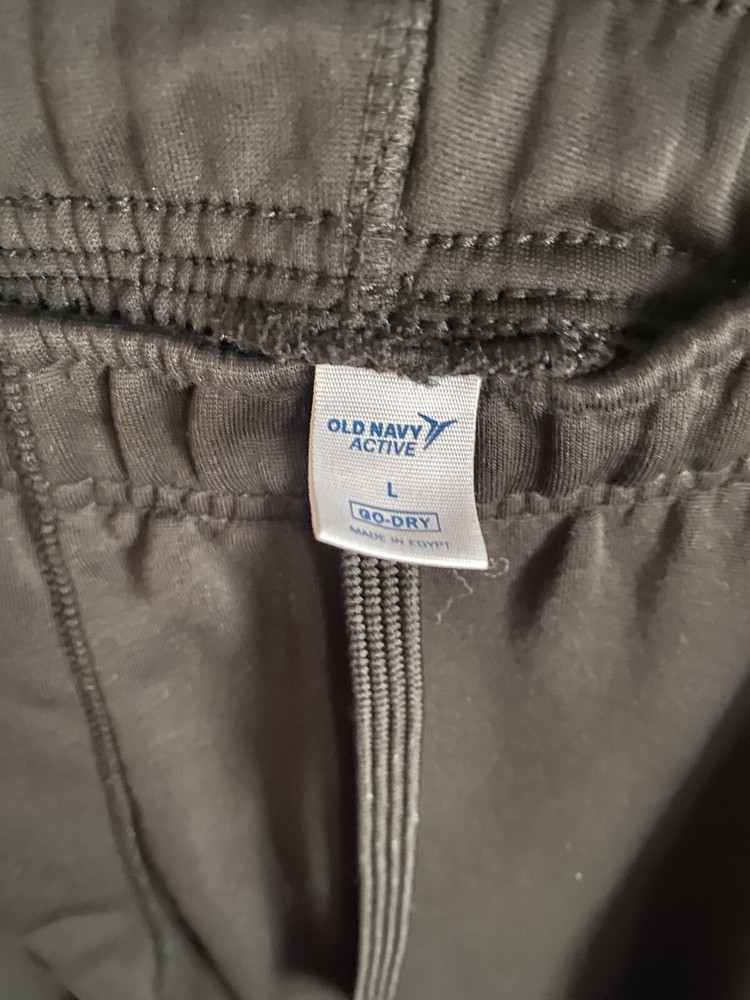 OLD NAVY
ACTIVE
L
GO-DRY
MADE IN EGYPT